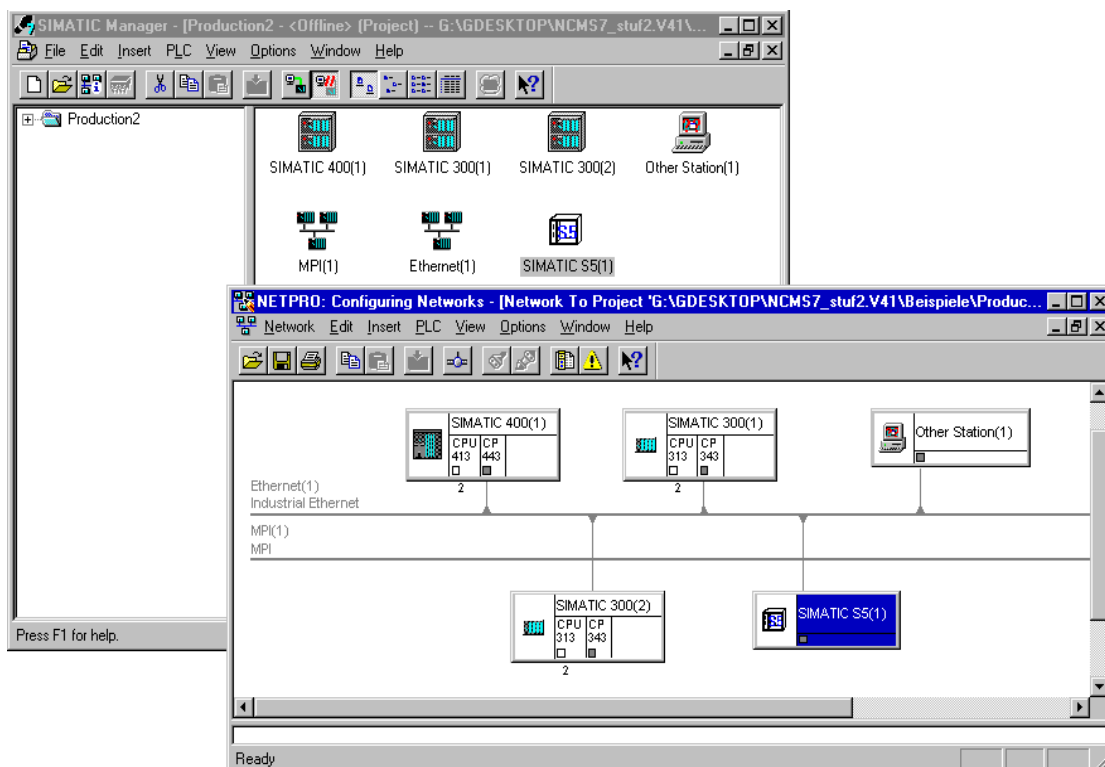 SIMATIC Manager - [Production2 - <Offline> (Project) -- G:\GDESKTOP\NCMS7_stuf2.V41\...
File Edit Insert PLC View Options Window Help
Production2
SIMATIC 400(1) SIMATIC 300(1) SIMATIC 300(2) Other Station(1)
S5
MPI(1) Ethernet(1) SIMATIC S5(1)
Press F1 for help.
NETPRO: Configuring Networks - [Network To Project 'G:\GDESKTOP\NCMS7_stuf2.V41\Beispiele\Produc...
Network Edit Insert PLC View Options Window Help
SIMATIC 400(1) SIMATIC 300(1) Other Station(1)
CPU CP CPU CP
413 443 313 343
2 2
Ethernet(1)
Industrial Ethernet
MPI(1)
MPI
SIMATIC 300(2) SIMATIC S5(1)
CPU CP S5
313 343
2
Ready